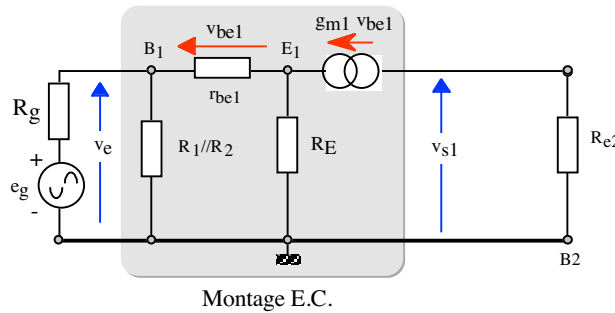 vbe1
gm1 vbe1
B1
E1
Rg
rbe1
+
eg
-
ve
R1//R2
RE
vs1
Re2
B2
Montage E.C.